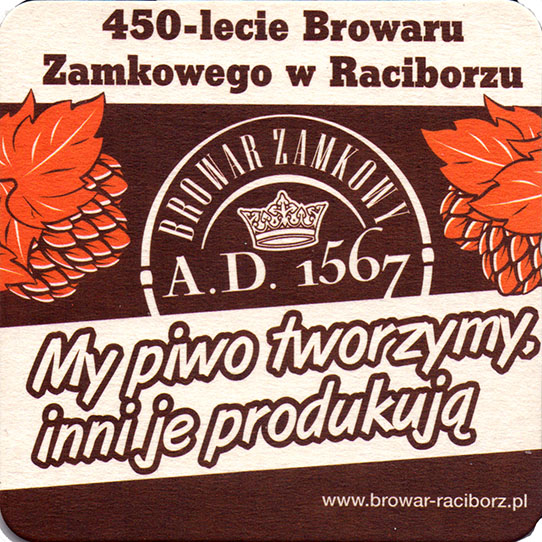 450-lecie Browaru
Zamkowego w Raciborzu
BROWAR ZAMKOWY
A.D. 1567
My piwo tworzymy,
inni je produkują
www.browar-raciborz.pl